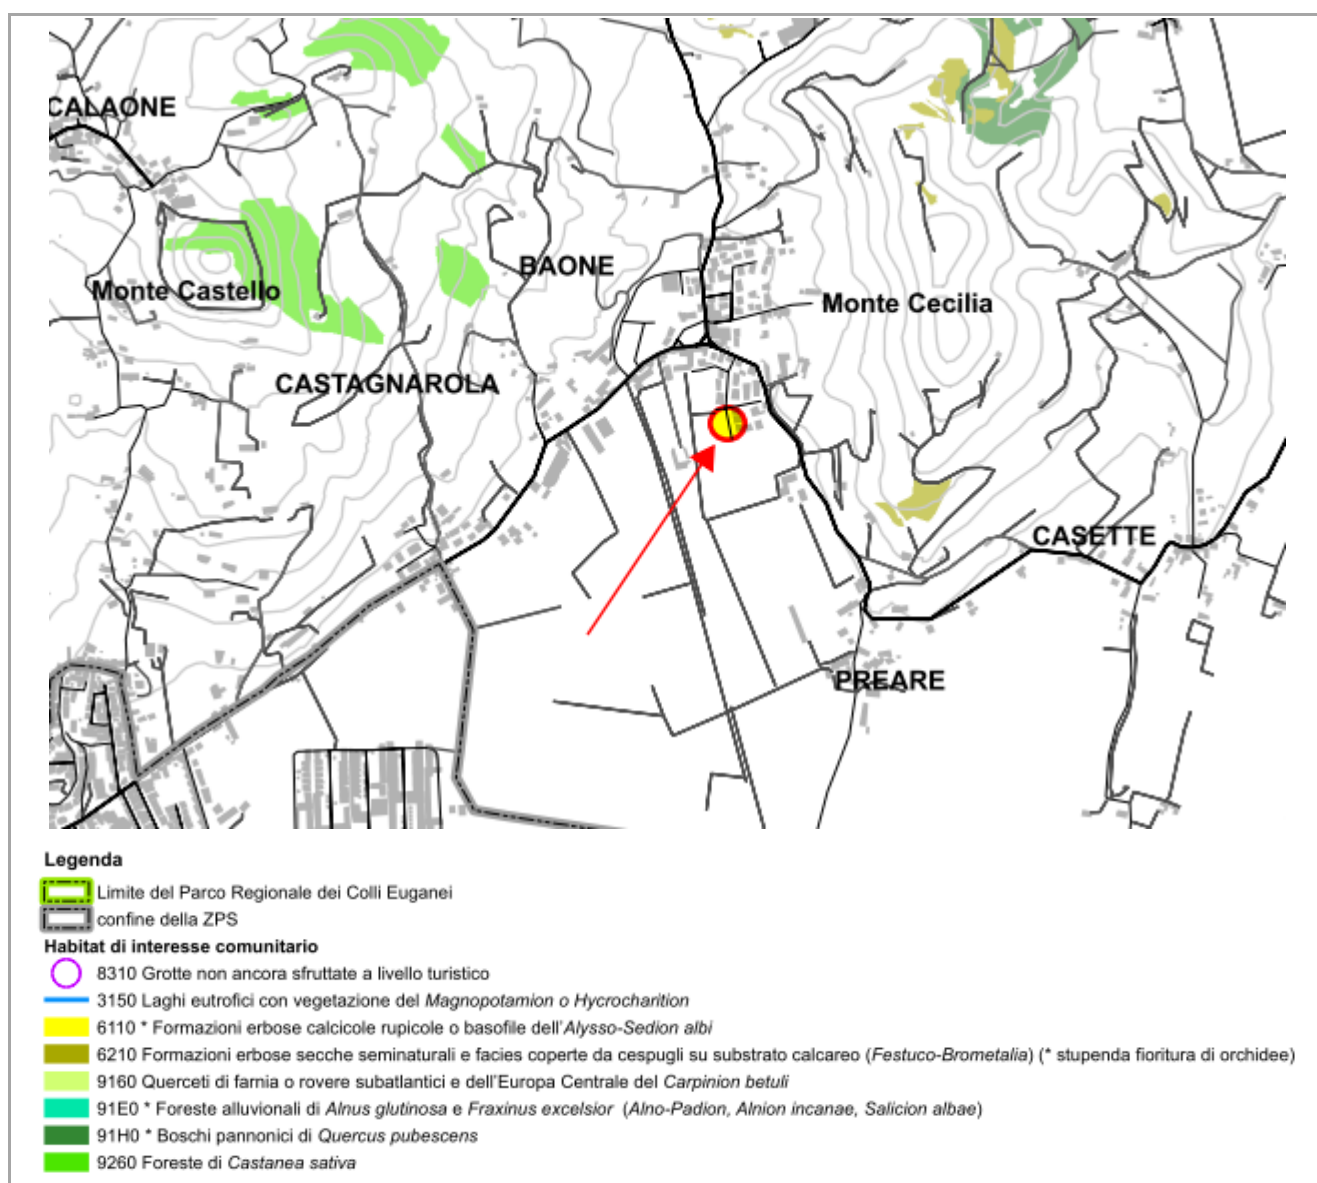 CALAONE
Monte Castello
BAONE
Monte Cecilia
CASTAGNAROLA
CASETTE
PREARE
Legenda
Limite del Parco Regionale dei Colli Euganei
confine della ZPS
Habitat di interesse comunitario
8310 Grotte non ancora sfruttate a livello turistico
3150 Laghi eutrofici con vegetazione del Magnopotamion o Hycrocharition
6110 * Formazioni erbose calcicole rupicole o basofile dell'Alysso-Sedion albi
6210 Formazioni erbose secche seminaturali e facies coperte da cespugli su substrato calcareo (Festuco-Brometalia) (* stupenda fioritura di orchidee)
9160 Querceti di farnia o rovere subatlantici e dell'Europa Centrale del Carpinion betuli
91E0 * Foreste alluvionali di Alnus glutinosa e Fraxinus excelsior (Alno-Padion, Alnion incanae, Salicion albae)
91H0 * Boschi pannonici di Quercus pubescens
9260 Foreste di Castanea sativa